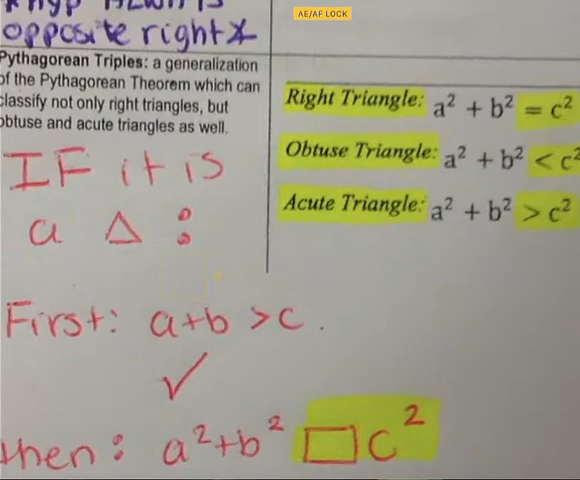 AE/AF LOCK
opposite right
Pythagorean Triples: a generalization
of the Pythagorean Theorem which can
classify not only right triangles, but
obtuse and acute triangles as well.
Right Triangle: a² + b² = c²
Obtuse Triangle: a² + b² < c²
Acute Triangle: a² + b² > c²
IF it is
a Δ :
First: a+b >c.
✓
then: a²+b² □ c²